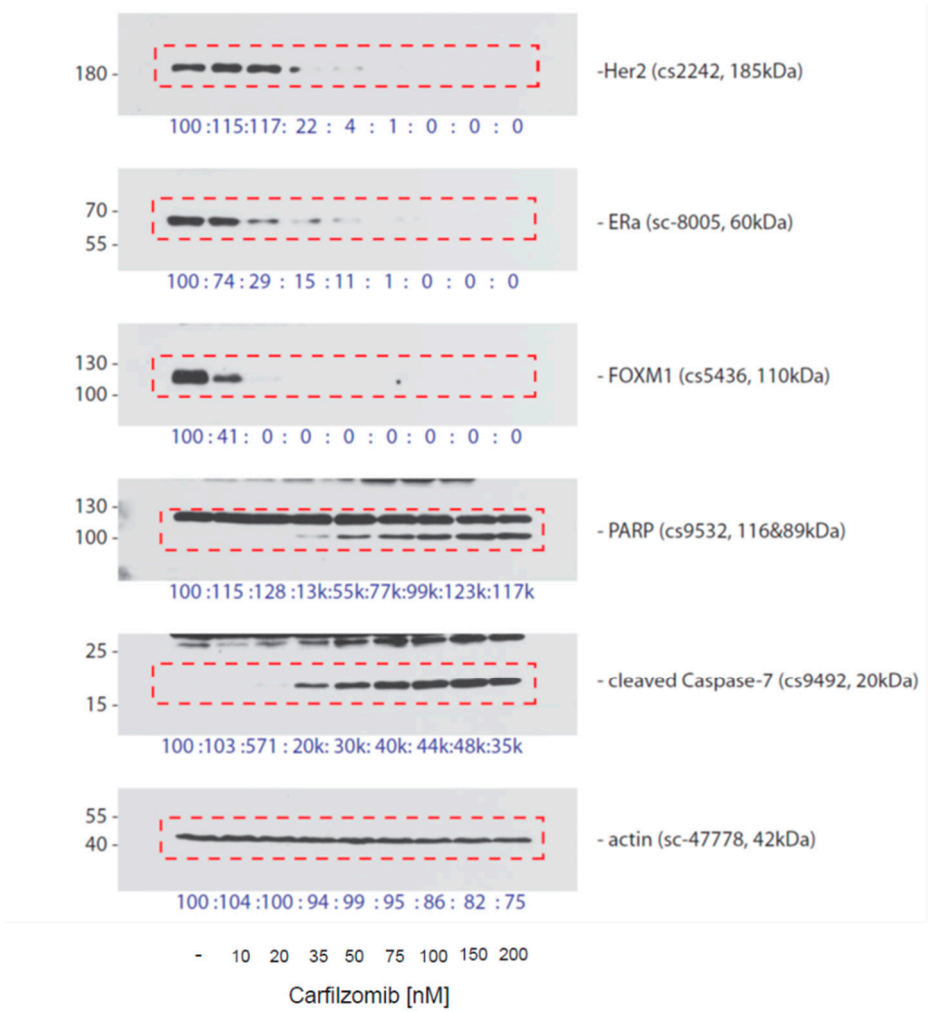 180 -
-Her2 (cs2242, 185kDa)
100 :115:117: 22 : 4 : 1 : 0 : 0 : 0
70 -
55 -
- ERa (sc-8005, 60kDa)
100 : 74 : 29 : 15 : 11 : 1 : 0 : 0 : 0
130 -
100 -
- FOXM1 (cs5436, 110kDa)
100 : 41 : 0 : 0 : 0 : 0 : 0 : 0 : 0
130 -
100 -
- PARP (cs9532, 116&89kDa)
100 :115 :128 :13k:55k:77k:99k:123k:117k
25 -
15 -
- cleaved Caspase-7 (cs9492, 20kDa)
100 :103 :571 : 20k: 30k: 40k: 44k:48k:35k
55 -
40 -
- actin (sc-47778, 42kDa)
100 :104 :100 : 94 : 99 : 95 : 86 : 82 : 75
- 10 20 35 50 75 100 150 200
Carfilzomib [nM]